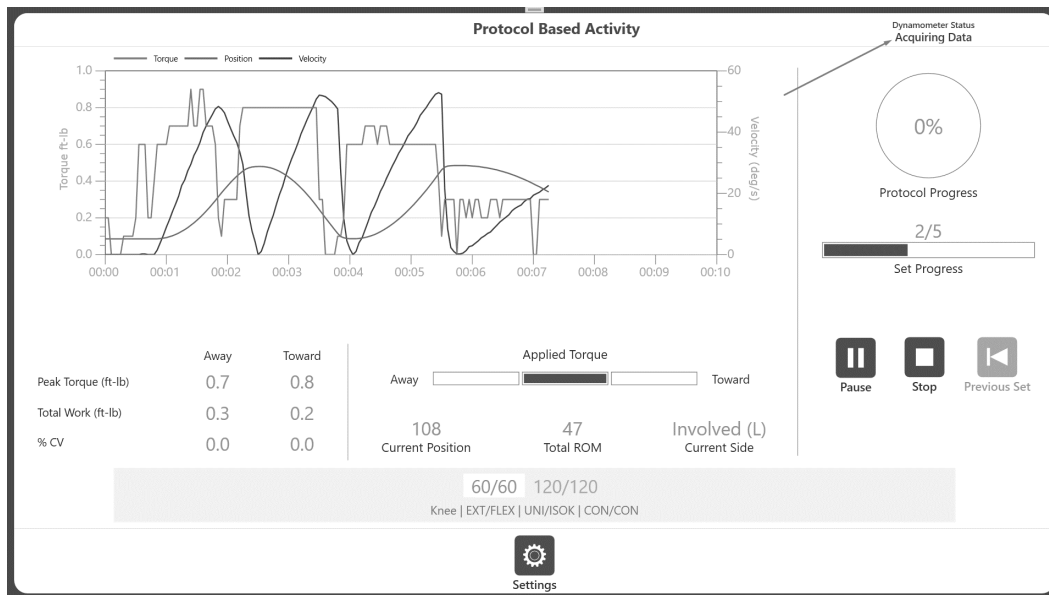 Protocol Based Activity
Dynamometer Status
Acquiring Data
Torque Position Velocity
1.0
0.8
0.6
0.4
0.2
0.0
Torque ft-lb
60
40
20
0
Velocity (deg/s)
00:00 00:01 00:02 00:03 00:04 00:05 00:06 00:07 00:08 00:09 00:10
0%
Protocol Progress
2/5
Set Progress
Pause Stop Previous Set
Away Toward
Peak Torque (ft-lb) 0.7 0.8
Total Work (ft-lb) 0.3 0.2
% CV 0.0 0.0
Applied Torque
Away Toward
108 47 Involved (L)
Current Position Total ROM Current Side
60/60 120/120
Knee | EXT/FLEX | UNI/ISOK | CON/CON
Settings